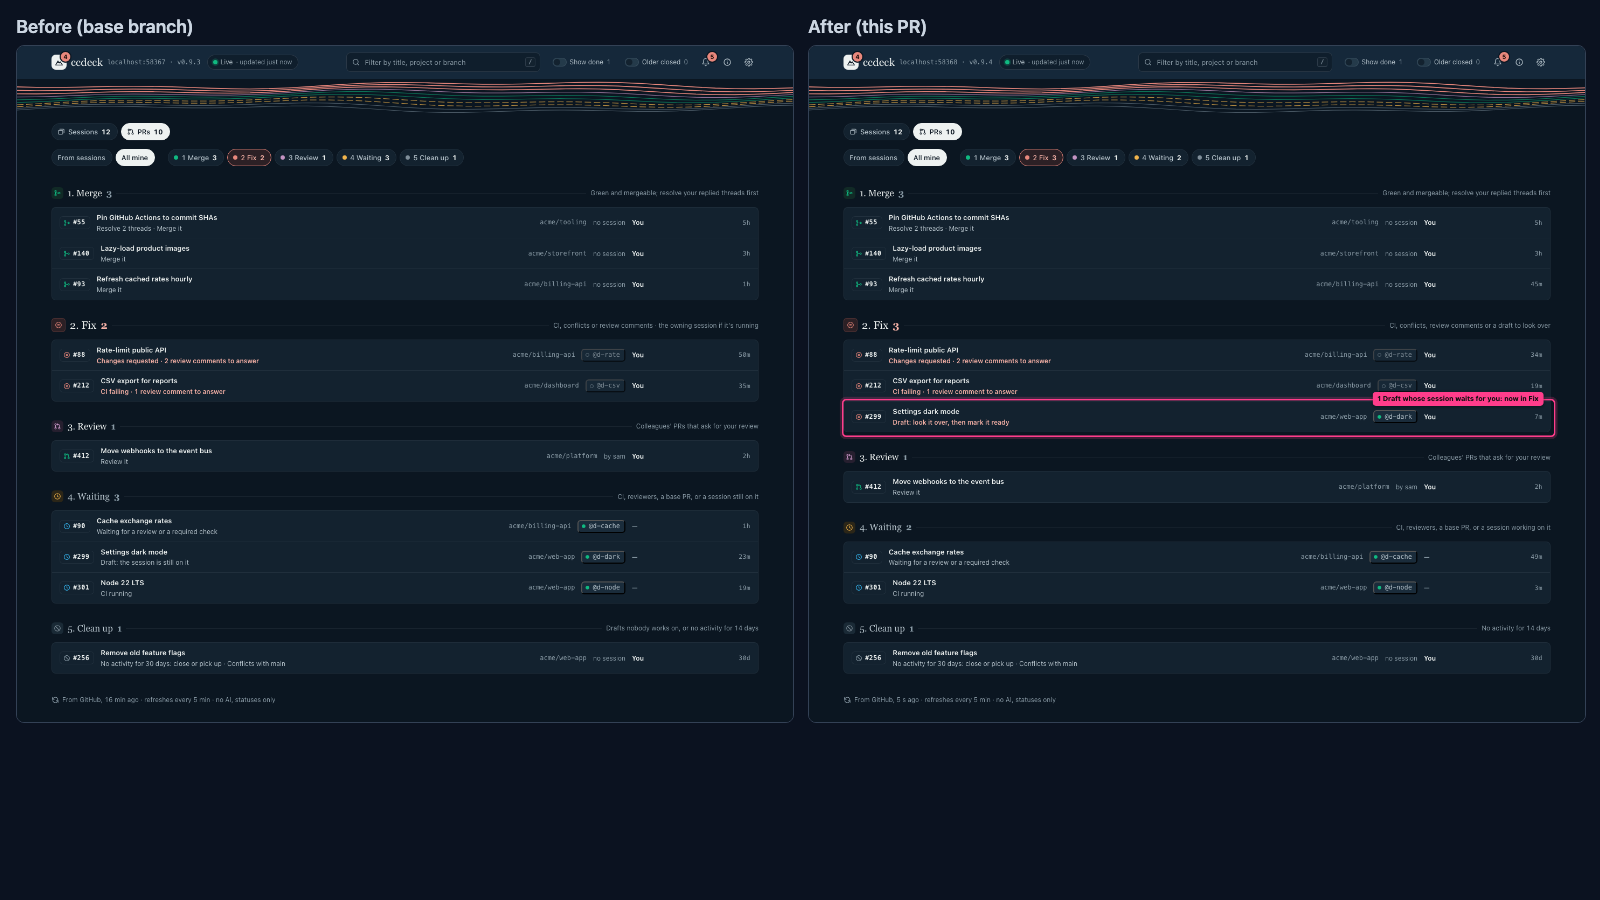 Before (base branch)
4
ccdeck localhost:58367 · v0.9.3 Live · updated just now
Filter by title, project or branch /
Show done 1 Older closed 0 5
Sessions 12 PRs 10
From sessions All mine 1 Merge 3 2 Fix 2 3 Review 1 4 Waiting 3 5 Clean up 1
1. Merge 3 Green and mergeable; resolve your replied threads first
#55 Pin GitHub Actions to commit SHAs acme/tooling no session You 5h
Resolve 2 threads · Merge it
#140 Lazy-load product images acme/storefront no session You 3h
Merge it
#93 Refresh cached rates hourly acme/billing-api no session You 1h
Merge it
2. Fix 2 CI, conflicts or review comments · the owning session if it's running
#88 Rate-limit public API acme/billing-api @d-rate You 50m
Changes requested · 2 review comments to answer
#212 CSV export for reports acme/dashboard @d-csv You 35m
CI failing · 1 review comment to answer
3. Review 1 Colleagues' PRs that ask for your review
#412 Move webhooks to the event bus acme/platform by sam You 2h
Review it
4. Waiting 3 CI, reviewers, a base PR, or a session still on it
#90 Cache exchange rates acme/billing-api @d-cache — 1h
Waiting for a review or a required check
#299 Settings dark mode acme/web-app @d-dark — 23m
Draft: the session is still on it
#301 Node 22 LTS acme/web-app @d-node — 19m
CI running
5. Clean up 1 Drafts nobody works on, or no activity for 14 days
#256 Remove old feature flags acme/web-app no session You 30d
No activity for 30 days: close or pick up · Conflicts with main
From GitHub, 16 min ago · refreshes every 5 min · no AI, statuses only
After (this PR)
4
ccdeck localhost:58368 · v0.9.4 Live · updated just now
Filter by title, project or branch /
Show done 1 Older closed 0 5
Sessions 12 PRs 10
From sessions All mine 1 Merge 3 2 Fix 3 3 Review 1 4 Waiting 2 5 Clean up 1
1. Merge 3 Green and mergeable; resolve your replied threads first
#55 Pin GitHub Actions to commit SHAs acme/tooling no session You 5h
Resolve 2 threads · Merge it
#140 Lazy-load product images acme/storefront no session You 3h
Merge it
#93 Refresh cached rates hourly acme/billing-api no session You 45m
Merge it
2. Fix 3 CI, conflicts, review comments or a draft to look over
#88 Rate-limit public API acme/billing-api @d-rate You 34m
Changes requested · 2 review comments to answer
#212 CSV export for reports acme/dashboard @d-csv You 19m
CI failing · 1 review comment to answer
1 Draft whose session waits for you: now in Fix
#299 Settings dark mode acme/web-app @d-dark You 7m
Draft: look it over, then mark it ready
3. Review 1 Colleagues' PRs that ask for your review
#412 Move webhooks to the event bus acme/platform by sam You 2h
Review it
4. Waiting 2 CI, reviewers, a base PR, or a session working on it
#90 Cache exchange rates acme/billing-api @d-cache — 49m
Waiting for a review or a required check
#301 Node 22 LTS acme/web-app @d-node — 3m
CI running
5. Clean up 1 No activity for 14 days
#256 Remove old feature flags acme/web-app no session You 30d
No activity for 30 days: close or pick up · Conflicts with main
From GitHub, 5 s ago · refreshes every 5 min · no AI, statuses only